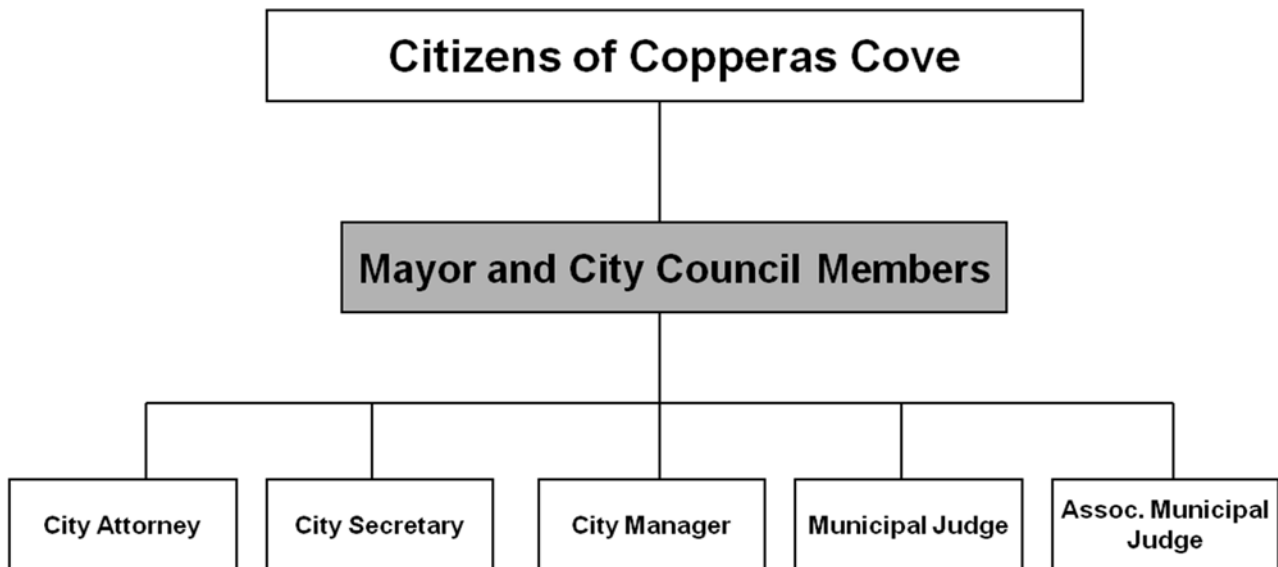 Citizens of Copperas Cove
Mayor and City Council Members
City Attorney
City Secretary
City Manager
Municipal Judge
Assoc. Municipal
Judge